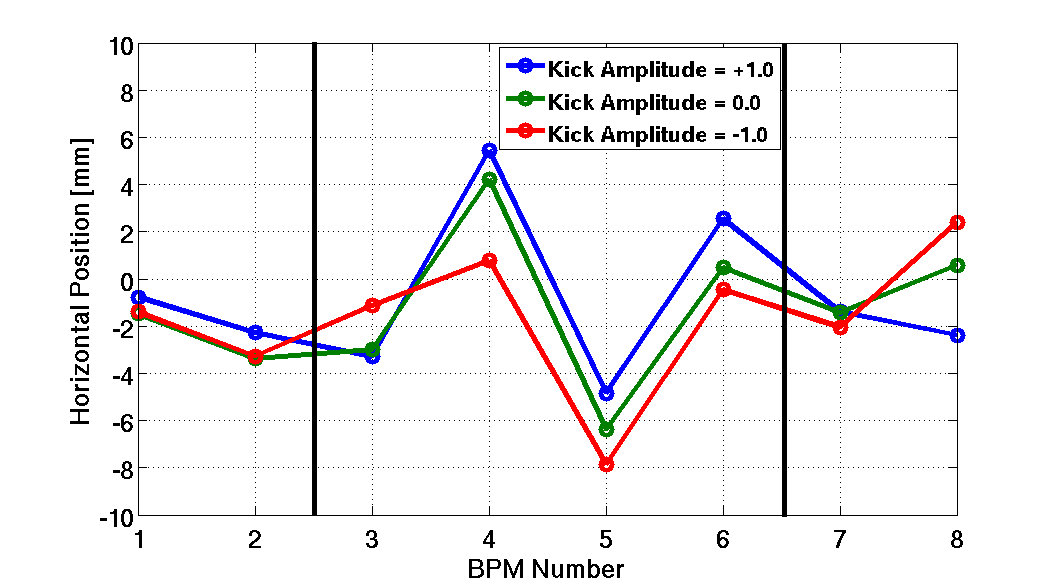 10
8
6
4
2
0
-2
-4
-6
-8
-10
Horizontal Position [mm]
Kick Amplitude = +1.0
Kick Amplitude = 0.0
Kick Amplitude = -1.0
1 2 3 4 5 6 7 8
BPM Number